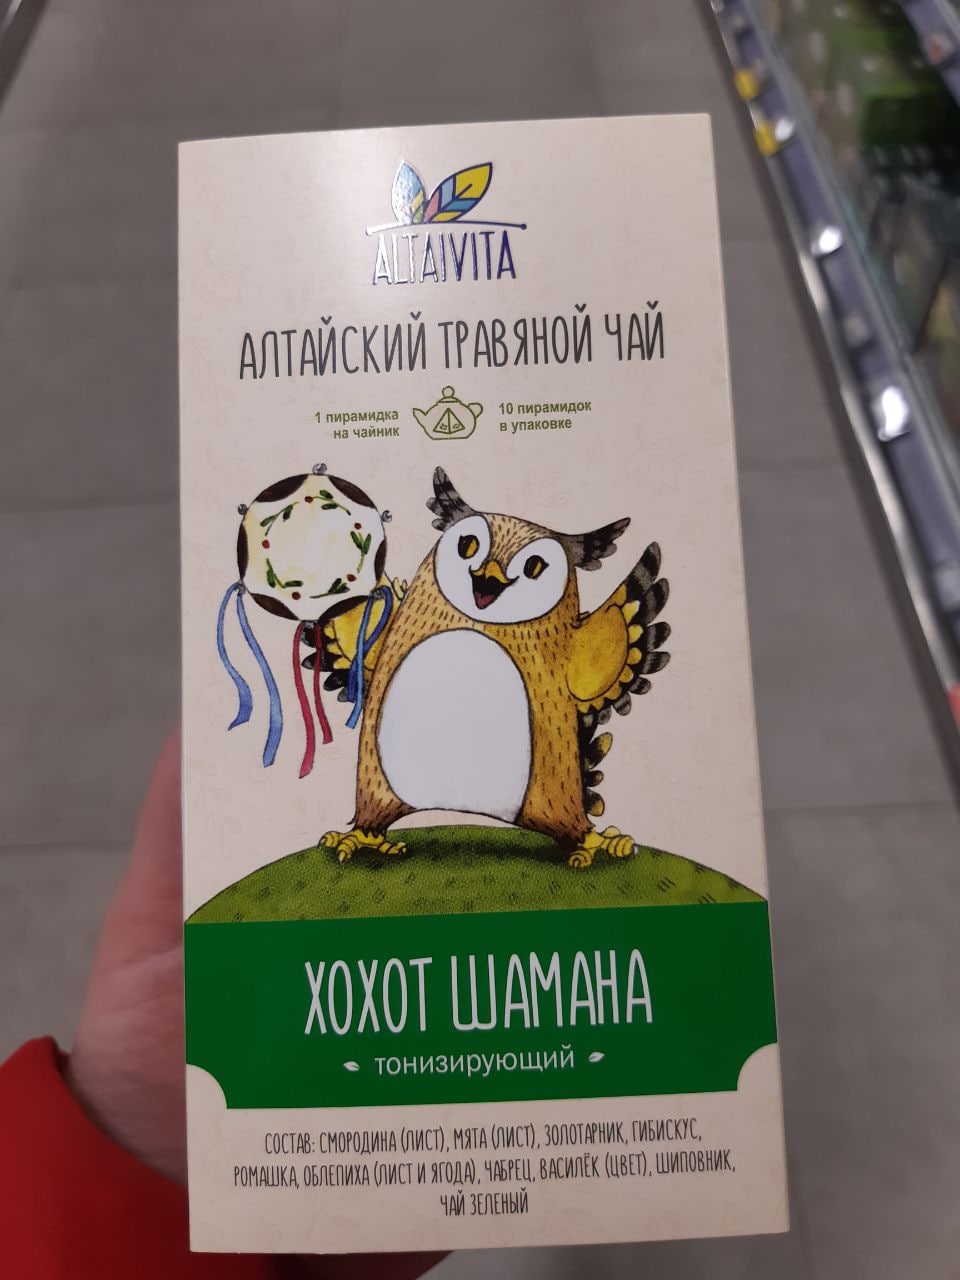 ALTAIVITA
АЛТАЙСКИЙ ТРАВЯНОЙ ЧАЙ
1 пирамидка
на чайник
10 пирамидок
в упаковке
ХОХОТ ШАМАНА
тонизирующий
СОСТАВ: СМОРОДИНА (ЛИСТ), МЯТА (ЛИСТ), ЗОЛОТАРНИК, ГИБИСКУС,
РОМАШКА, ОБЛЕПИХА (ЛИСТ И ЯГОДА), ЧАБРЕЦ, ВАСИЛЁК (ЦВЕТ), ШИПОВНИК,
ЧАЙ ЗЕЛЕНЫЙ